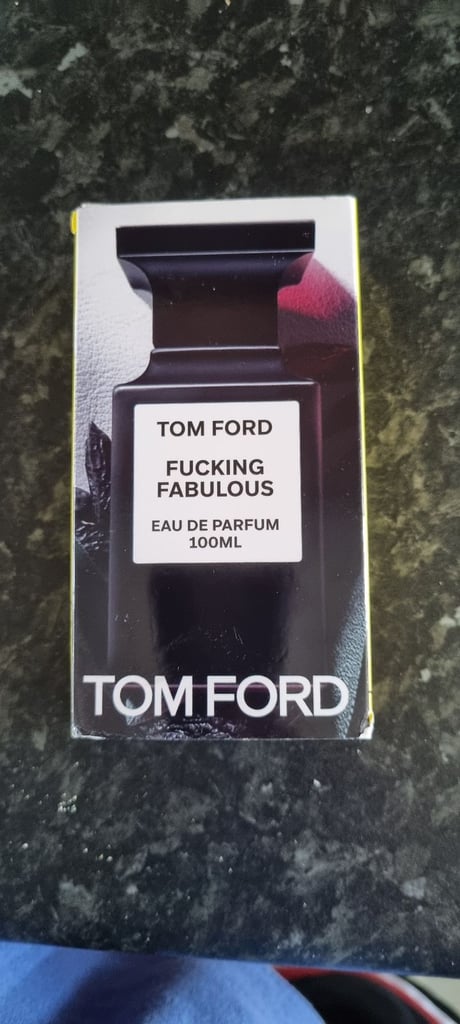 TOM FORD
FUCKING
FABULOUS
EAU DE PARFUM
100ML
TOM FORD